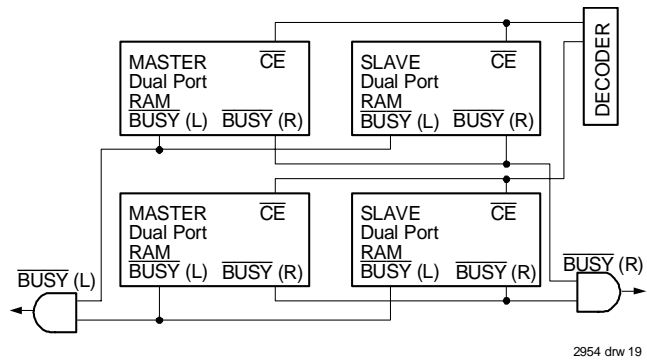 MASTER
Dual Port
RAM
BUSY (L)
CE
BUSY (R)
SLAVE
Dual Port
RAM
BUSY (L)
CE
BUSY (R)
DECODER
MASTER
Dual Port
RAM
BUSY (L)
CE
BUSY (R)
SLAVE
Dual Port
RAM
BUSY (L)
CE
BUSY (R)
BUSY (L)
BUSY (R)
2954 drw 19